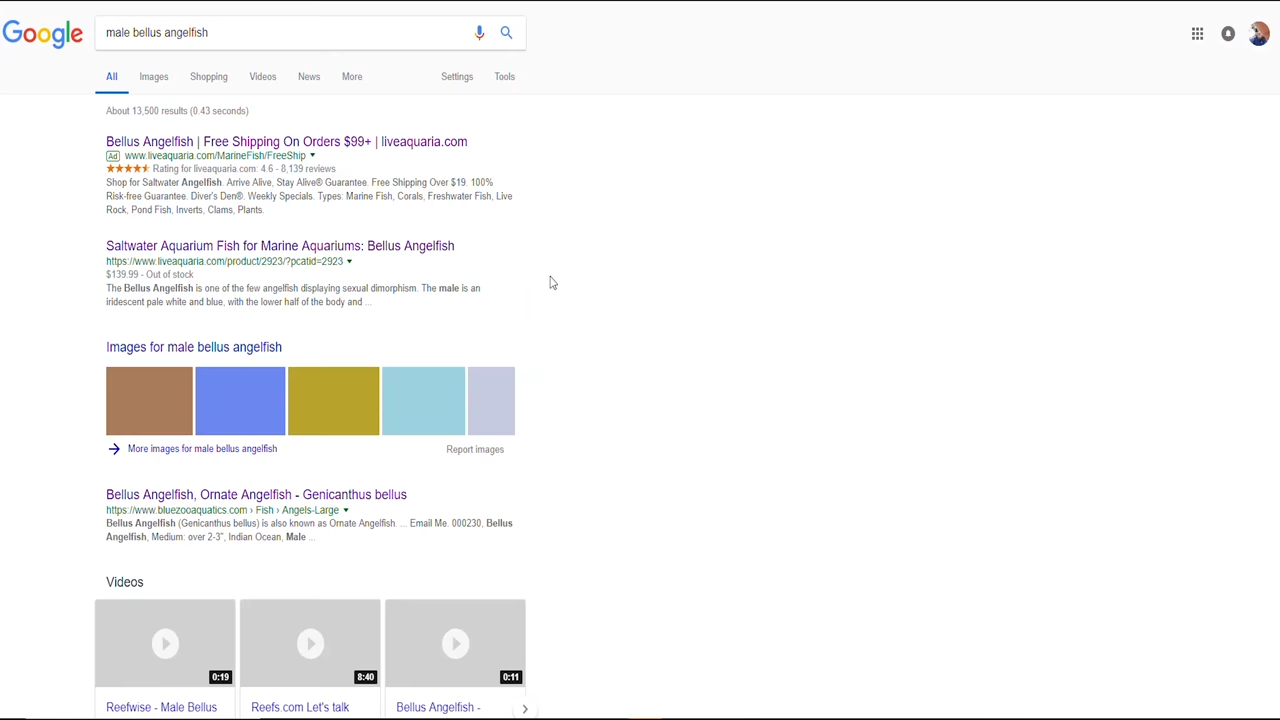 Google
male bellus angelfish
All Images Shopping Videos News More Settings Tools
About 13,500 results (0.43 seconds)
Bellus Angelfish | Free Shipping On Orders $99+ | liveaquaria.com
Ad www.liveaquaria.com/MarineFish/FreeShip
Rating for liveaquaria.com: 4.6 - 8,139 reviews
Shop for Saltwater Angelfish. Arrive Alive, Stay Alive® Guarantee. Free Shipping Over $19. 100%
Risk-free Guarantee. Diver's Den®. Weekly Specials. Types: Marine Fish, Corals, Freshwater Fish, Live
Rock, Pond Fish, Inverts, Clams, Plants.
Saltwater Aquarium Fish for Marine Aquariums: Bellus Angelfish
https://www.liveaquaria.com/product/2923/?pcatid=2923
$139.99 - Out of stock
The Bellus Angelfish is one of the few angelfish displaying sexual dimorphism. The male is an
iridescent pale white and blue, with the lower half of the body and ...
Images for male bellus angelfish
More images for male bellus angelfish Report images
Bellus Angelfish, Ornate Angelfish - Genicanthus bellus
https://www.bluezooaquatics.com › Fish › Angels-Large
Bellus Angelfish (Genicanthus bellus) is also known as Ornate Angelfish. ... Email Me. 000230, Bellus
Angelfish, Medium: over 2-3", Indian Ocean, Male ...
Videos
0:19 8:40 0:11
Reefwise - Male Bellus Reefs.com Let's talk Bellus Angelfish -